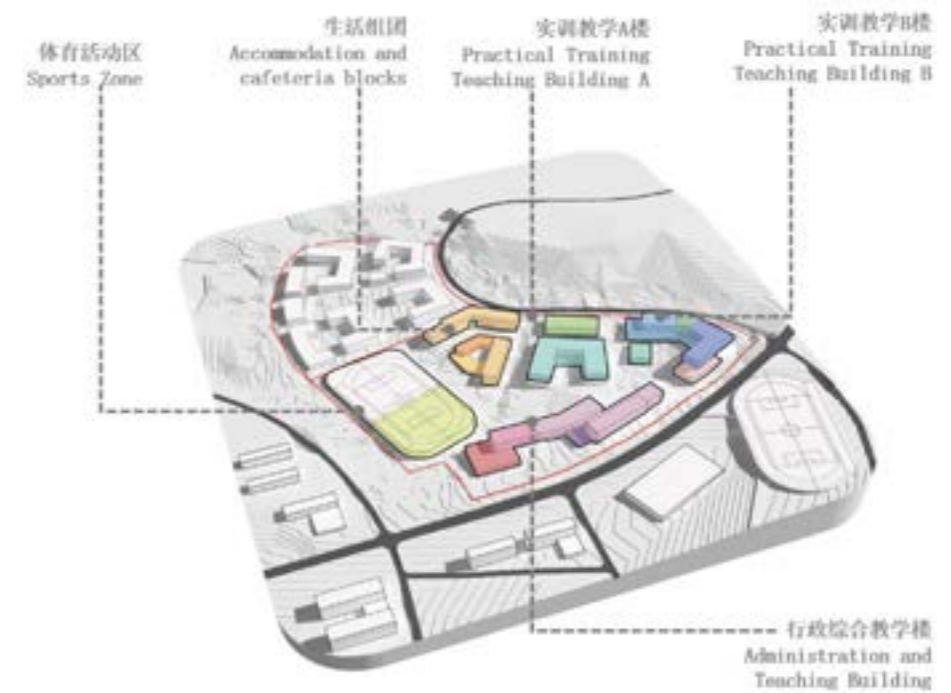 体育活动区
Sports Zone
生活组团
Accommodation and
cafeteria blocks
实训教学A楼
Practical Training
Teaching Building A
实训教学B楼
Practical Training
Teaching Building B
行政综合教学楼
Administration and
Teaching Building